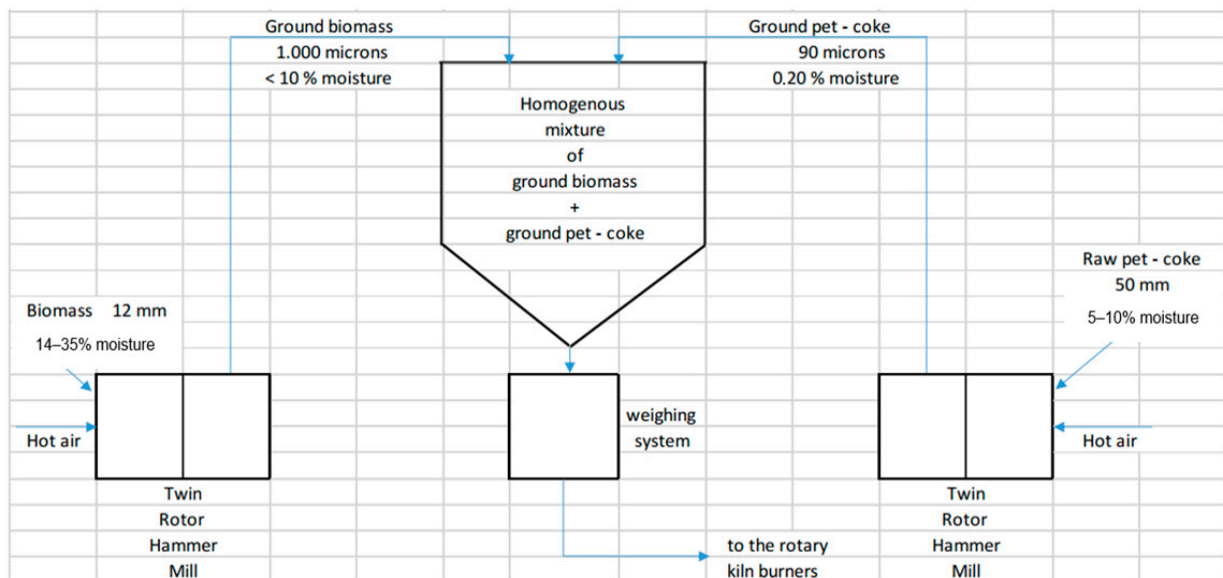 Ground biomass
1.000 microns
< 10 % moisture
Ground pet - coke
90 microns
0.20 % moisture
Homogenous
mixture
of
ground biomass
+
ground pet - coke
Raw pet - coke
50 mm
5–10% moisture
Biomass 12 mm
14–35% moisture
Hot air
weighing
system
Hot air
Twin
Rotor
Hammer
Mill
to the rotary
kiln burners
Twin
Rotor
Hammer
Mill